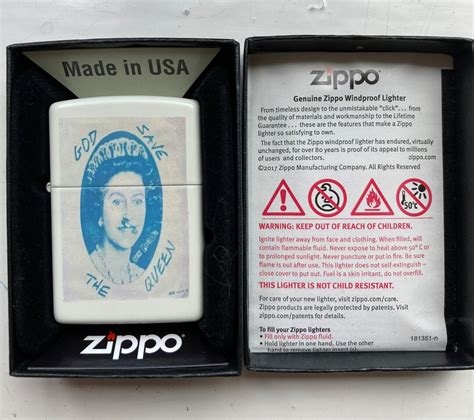 Made in USA
GOD SAVE
THE QUEEN
zippo
zippo
Genuine Zippo Windproof Lighter
From timeless design to the unmistakable "click"... from the
quality of materials and workmanship to the Lifetime
Guarantee ... these are the features that make a Zippo
lighter so satisfying to own.
The fact that the Zippo windproof lighter has endured, virtually
unchanged, for over 80 years is proof of its appeal to millions
of users and collectors. zippo.com
©2017 Zippo Manufacturing Company. All Rights Reserved
50°C
WARNING: KEEP OUT OF REACH OF CHILDREN.
Ignite lighter away from face and clothing. When filled, will
contain flammable fluid. Never expose to heat above 50° C or
to prolonged sunlight. Never puncture or put in fire. Be sure
flame is out after use. This lighter does not self-extinguish –
close cover to put out. Fuel is a skin irritant, do not overfill.
THIS LIGHTER IS NOT CHILD RESISTANT.
For care of your new lighter, visit zippo.com/care.
Zippo products are legally protected by patents. Visit
zippo.com/patents for details.
181351-n
To fill your Zippo lighters
• Fill only with Zippo fluid.
• Hold lighter in one hand. Use the other
hand to remove lighter insert